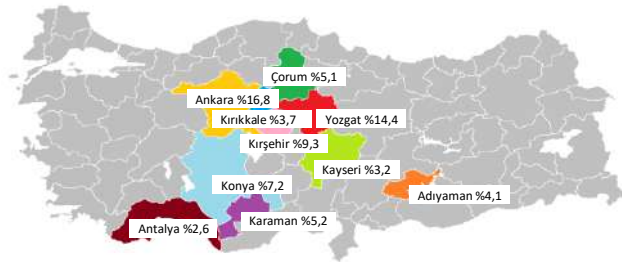 Çorum %5,1
Ankara %16,8
Kırıkkale %3,7
Yozgat %14,4
Kırşehir %9,3
Kayseri %3,2
Konya %7,2
Adıyaman %4,1
Karaman %5,2
Antalya %2,6